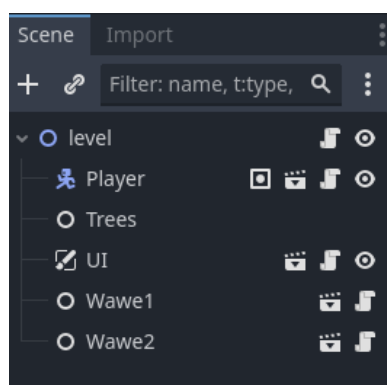 Scene Import
Filter: name, t:type,
level
Player
Trees
UI
Wawe1
Wawe2